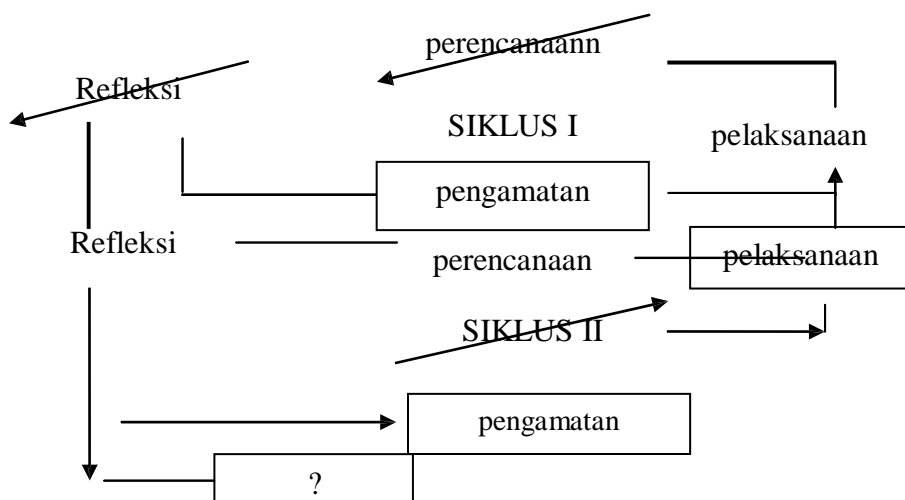 perencanaann
Refleksi
SIKLUS I
pelaksanaan
pengamatan
Refleksi
perencanaan
pelaksanaan
SIKLUS II
pengamatan
?